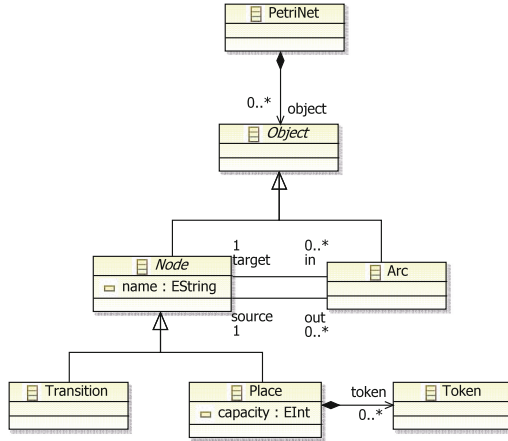 PetriNet
0..*
object
Object
1
0..*
target
in
Node
name : EString
Arc
source
out
1
0..*
Transition
Place
capacity : EInt
token
0..*
Token